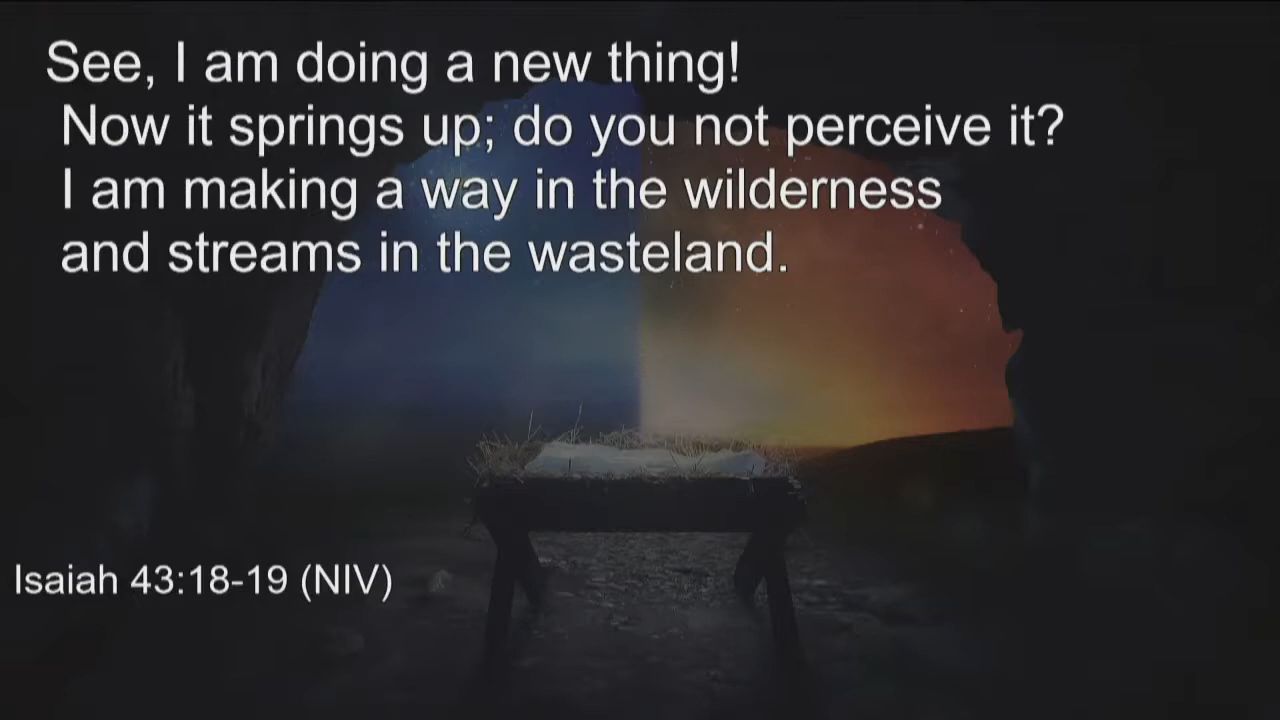 See, I am doing a new thing!
Now it springs up; do you not perceive it?
I am making a way in the wilderness
and streams in the wasteland.
Isaiah 43:18-19 (NIV)